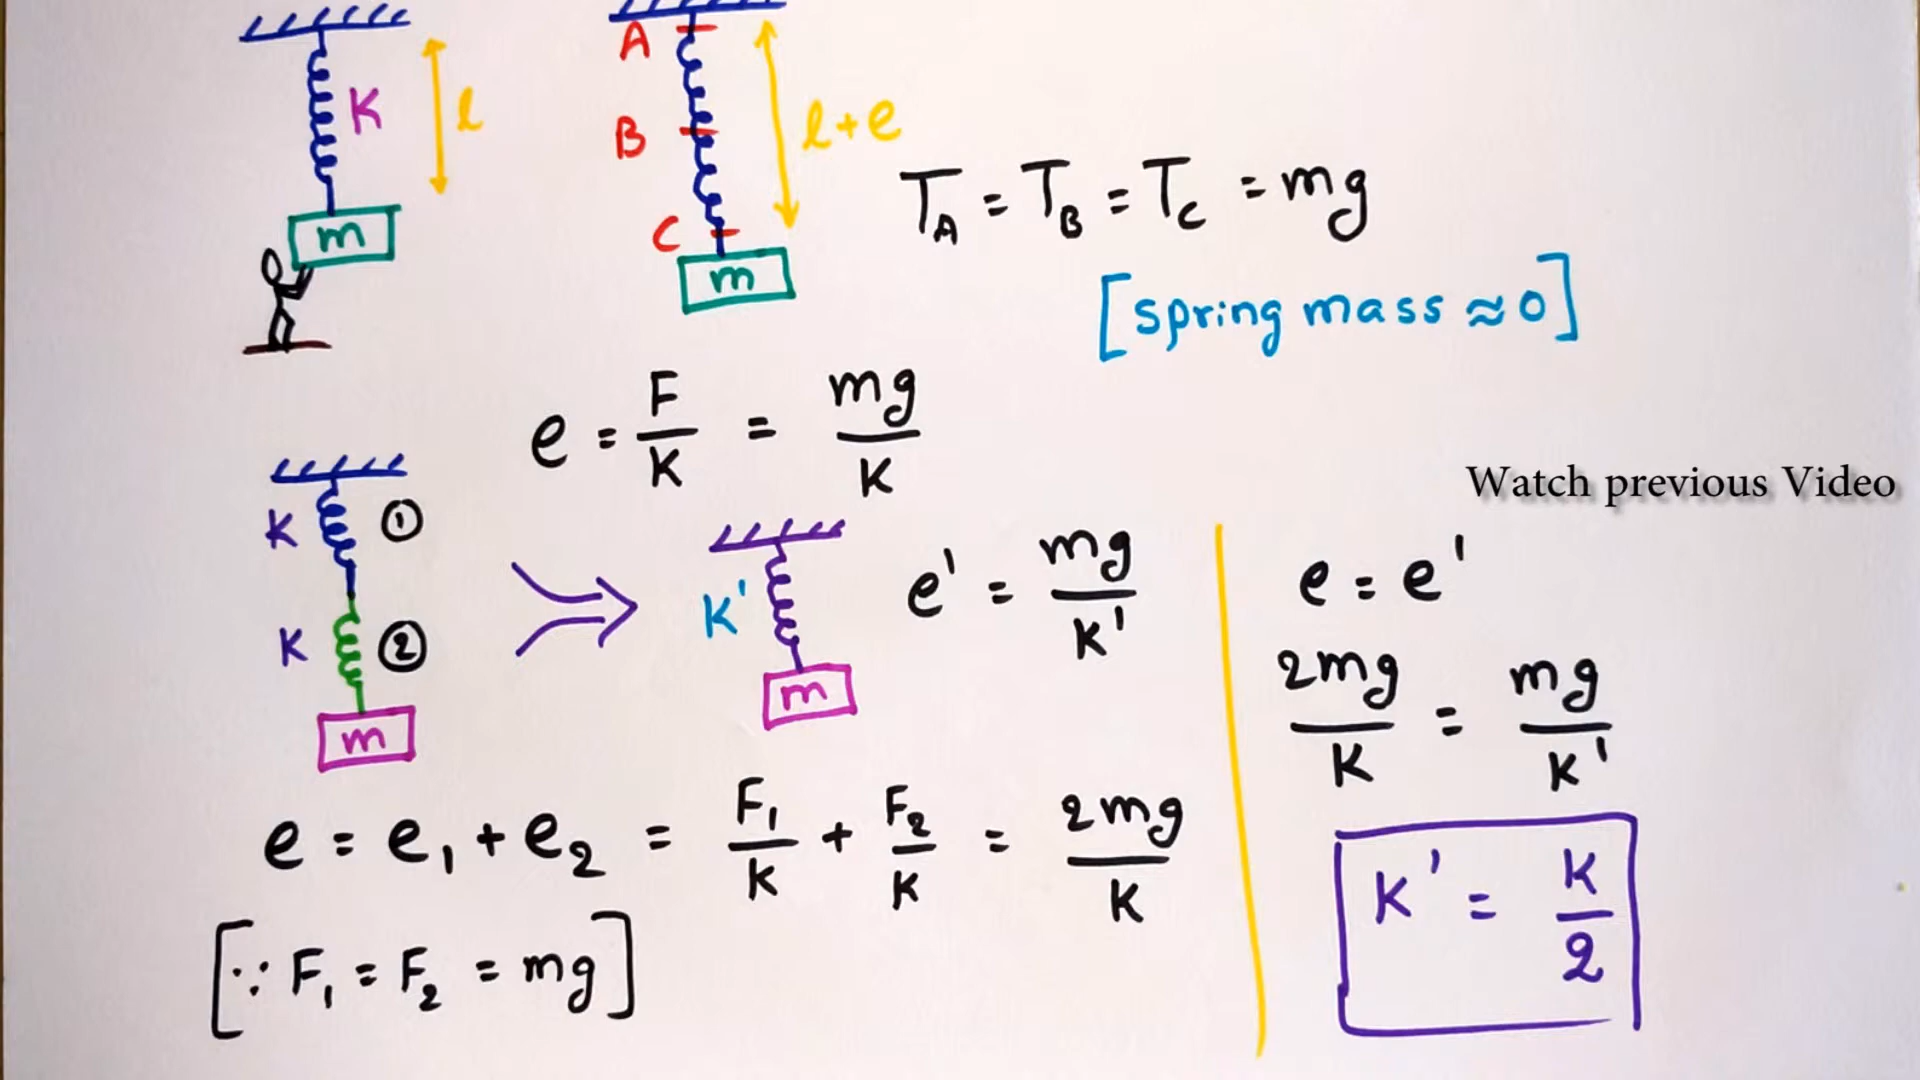 K l
m
A
B
C
l+e
m
T_A = T_B = T_C = mg
[spring mass ≈ 0]
e = F/K = mg/K
Watch previous Video
K ①
K ②
m
K'
m
e' = mg/K'
e = e'
2mg/K = mg/K'
e = e₁ + e₂ = F₁/K + F₂/K = 2mg/K
K' = K/2
[∵ F₁ = F₂ = mg]